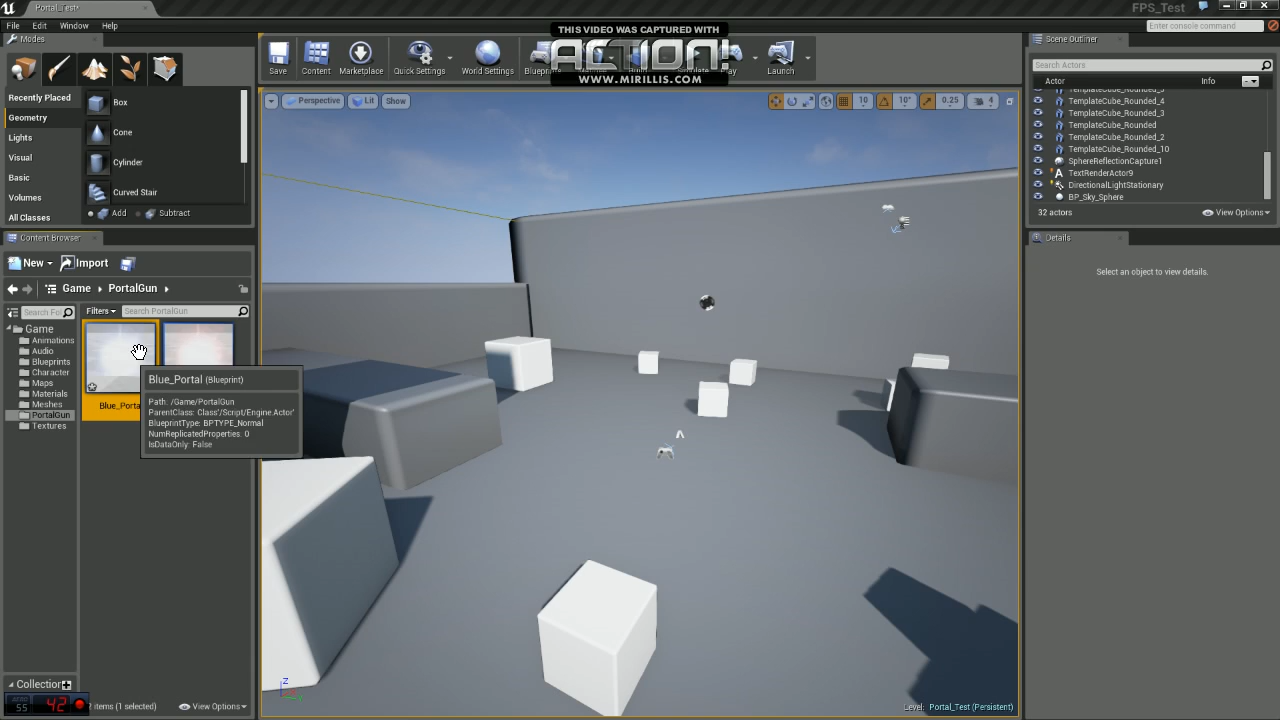 Portal_Test*
FPS_Test
File Edit Window Help
Enter console command
THIS VIDEO WAS CAPTURED WITH
ACTION!
WWW.MIRILLIS.COM
Modes
Save Content Marketplace Quick Settings World Settings Launch
Recently Played
Geometry
Lights
Visual
Basic
Volumes
All Classes
Box
Cone
Cylinder
Curved Stair
Add Subtract
Perspective Lit Show
10 10° 0.25 4
Scene Outliner
Search Actors
Actor Info
TemplateCube_Rounded_4
TemplateCube_Rounded_3
TemplateCube_Rounded
TemplateCube_Rounded_2
TemplateCube_Rounded_10
SphereReflectionCapture1
TextRenderActor9
DirectionalLightStationary
BP_Sky_Sphere
32 actors View Options
Details
Select an object to view details.
Content Browser
New Import
Game PortalGun
Search Fol
Filters Search PortalGun
Game
Animations
Audio
Blueprints
Character
Maps
Materials
Meshes
PortalGun
Textures
Blue_Porta
Blue_Portal (Blueprint)
Path: /Game/PortalGun
ParentClass: Class'/Script/Engine.Actor'
BlueprintType: BPTYPE_Normal
NumReplicatedProperties: 0
IsDataOnly: False
Collection
55 42
items (1 selected) View Options
Z
Level: Portal_Test (Persistent)